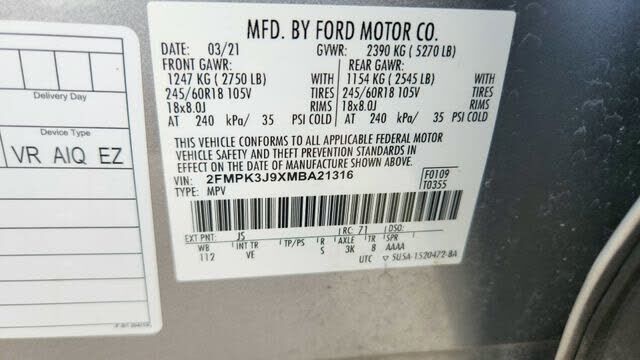 Delivery Day
Device Type
VR AIQ EZ
MFD. BY FORD MOTOR CO.
DATE: 03/21 GVWR: 2390 KG ( 5270 LB)
FRONT GAWR: REAR GAWR:
1247 KG ( 2750 LB) WITH 1154 KG ( 2545 LB) WITH
245/60R18 105V TIRES 245/60R18 105V TIRES
18x8.0J RIMS 18x8.0J RIMS
AT 240 kPa/ 35 PSI COLD AT 240 kPa/ 35 PSI COLD
THIS VEHICLE CONFORMS TO ALL APPLICABLE FEDERAL MOTOR
VEHICLE SAFETY AND THEFT PREVENTION STANDARDS IN
EFFECT ON THE DATE OF MANUFACTURE SHOWN ABOVE.
VIN: 2FMPK3J9XMBA21316 F0109
TYPE: MPV T0355
EXT PNT: JS RC: 71 DSO:
WB INT TR TP/PS R AXLE TR SPR
112 VE S 3K 8 AAAA
UTC ▽ 5U5A-1520472-BA